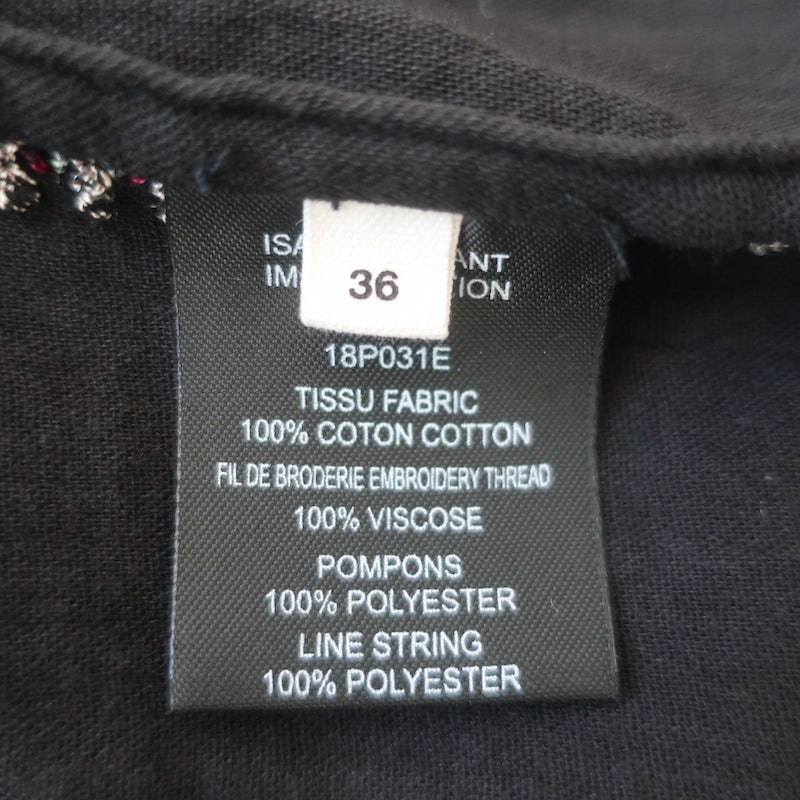 36
18P031E
TISSU FABRIC
100% COTON COTTON
FIL DE BRODERIE EMBROIDERY THREAD
100% VISCOSE
POMPONS
100% POLYESTER
LINE STRING
100% POLYESTER